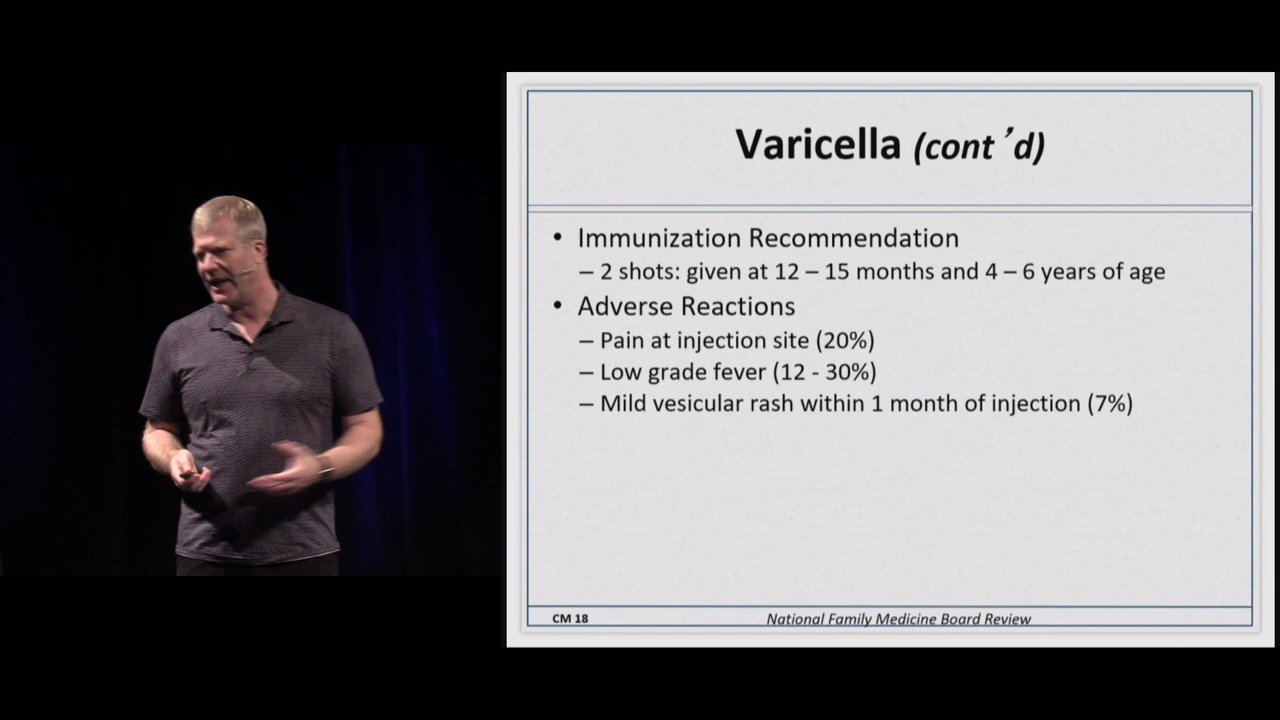 Varicella (cont ’d)
• Immunization Recommendation
– 2 shots: given at 12 – 15 months and 4 – 6 years of age
• Adverse Reactions
– Pain at injection site (20%)
– Low grade fever (12 - 30%)
– Mild vesicular rash within 1 month of injection (7%)
CM 18
National Family Medicine Board Review